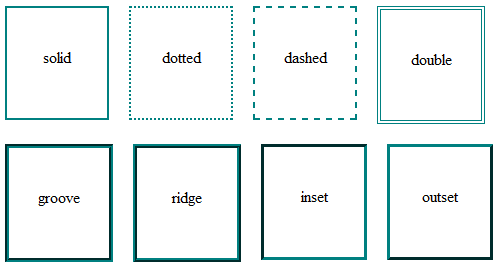 solid
dotted
dashed
double
groove
ridge
inset
outset